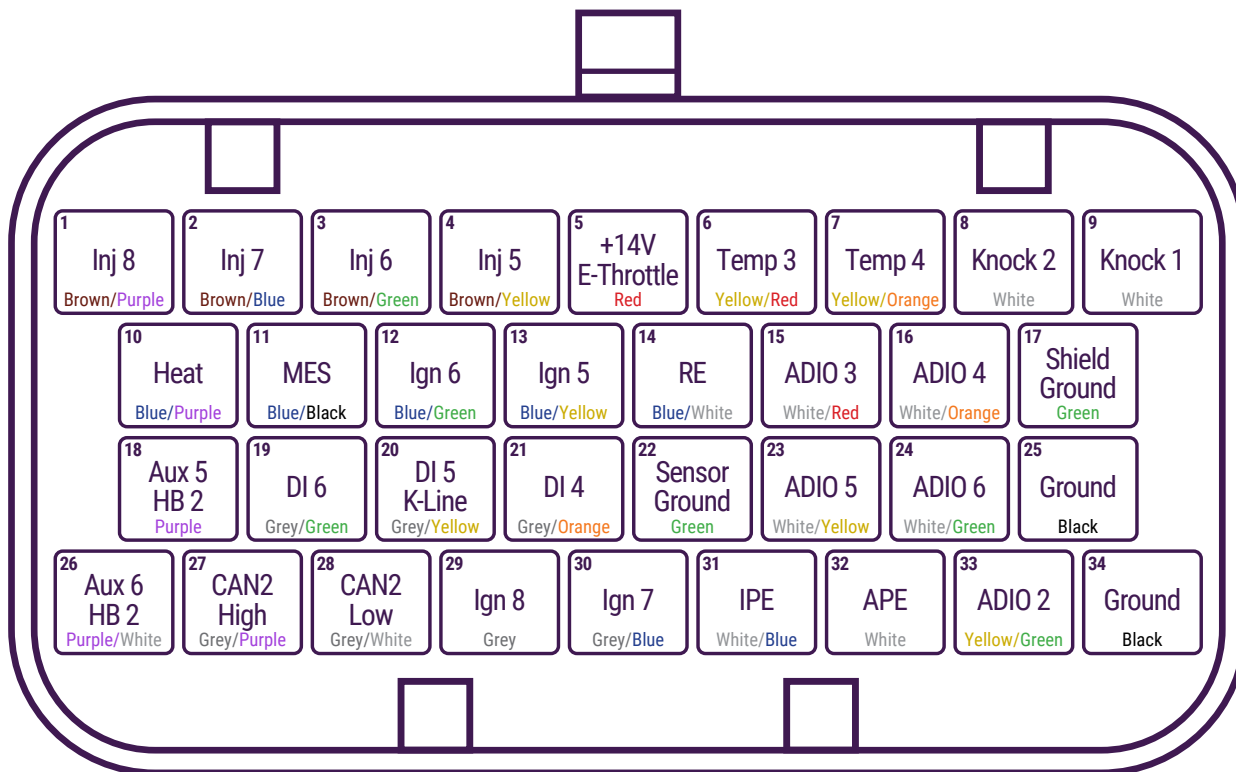 1
Inj 8
Brown/Purple
2
Inj 7
Brown/Blue
3
Inj 6
Brown/Green
4
Inj 5
Brown/Yellow
5
+14V
E-Throttle
Red
6
Temp 3
Yellow/Red
7
Temp 4
Yellow/Orange
8
Knock 2
White
9
Knock 1
White
10
Heat
Blue/Purple
11
MES
Blue/Black
12
Ign 6
Blue/Green
13
Ign 5
Blue/Yellow
14
RE
Blue/White
15
ADIO 3
White/Red
16
ADIO 4
White/Orange
17
Shield
Ground
Green
18
Aux 5
HB 2
Purple
19
DI 6
Grey/Green
20
DI 5
K-Line
Grey/Yellow
21
DI 4
Grey/Orange
22
Sensor
Ground
Green
23
ADIO 5
White/Yellow
24
ADIO 6
White/Green
25
Ground
Black
26
Aux 6
HB 2
Purple/White
27
CAN2
High
Grey/Purple
28
CAN2
Low
Grey/White
29
Ign 8
Grey
30
Ign 7
Grey/Blue
31
IPE
White/Blue
32
APE
White
33
ADIO 2
Yellow/Green
34
Ground
Black